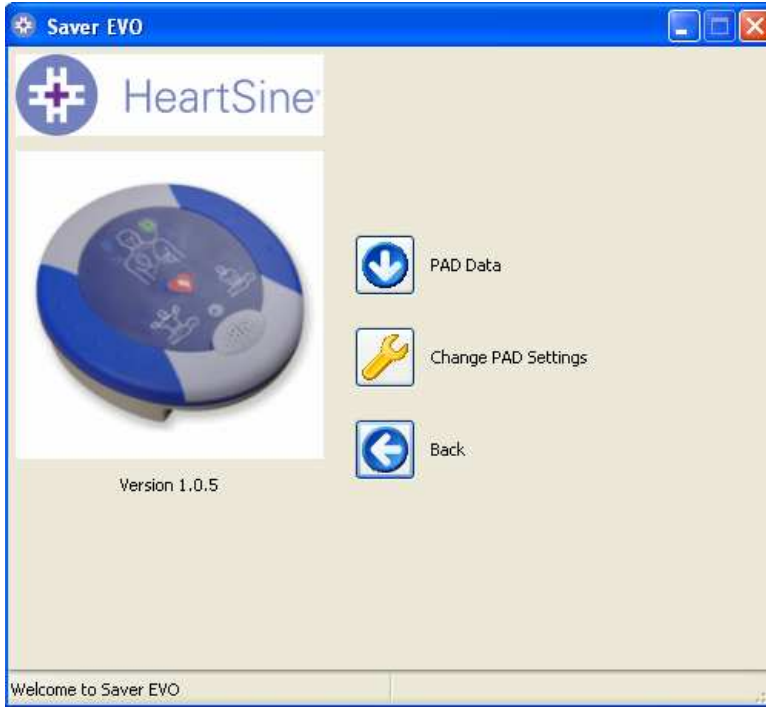 Saver EVO
HeartSine
PAD Data
Change PAD Settings
Back
Version 1.0.5
Welcome to Saver EVO